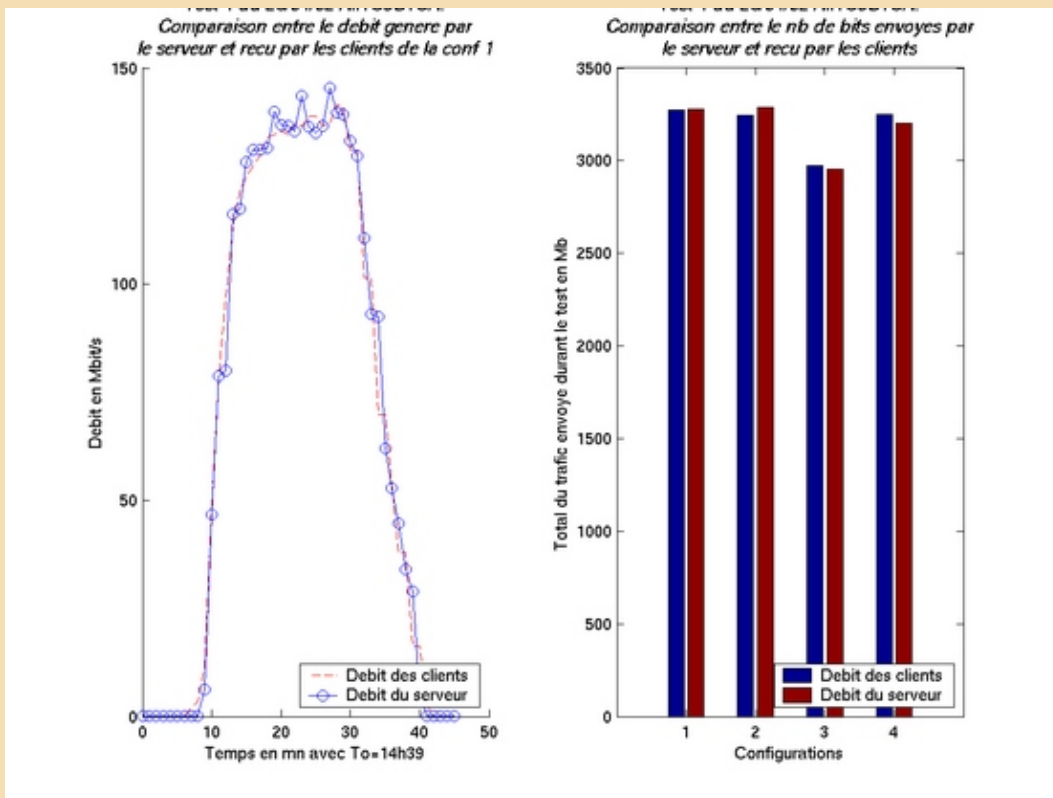 Comparaison entre le debit genere par
le serveur et recu par les clients de la conf 1
150
100
50
0
Debit en Mbit/s
0 10 20 30 40 50
Temps en mn avec To=14h39
Debit des clients
Debit du serveur
Comparaison entre le nb de bits envoyes par
le serveur et recu par les clients
3500
3000
2500
2000
1500
1000
500
0
Total du trafic envoye durant le test en Mb
1 2 3 4
Configurations
Debit des clients
Debit du serveur